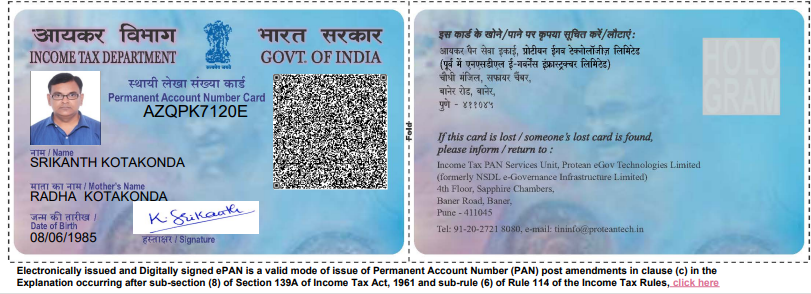 आयकर विभाग
INCOME TAX DEPARTMENT
सत्यमेव जयते
भारत सरकार
GOVT. OF INDIA
स्थायी लेखा संख्या कार्ड
Permanent Account Number Card
AZQPK7120E
नाम / Name
SRIKANTH KOTAKONDA
माता का नाम / Mother's Name
RADHA KOTAKONDA
जन्म की तारीख /
Date of Birth
08/06/1985
K. Srikanth
हस्ताक्षर / Signature
Fold
इस कार्ड के खोने/पाने पर कृपया सूचित करें/लौटाएं:
आयकर पैन सेवा इकाई, प्रोटीयन ईगव टेक्नोलॉजीज़ लिमिटेड
(पूर्व में एनएसडीएल ई-गवर्नेंस इंफ्रास्ट्रक्चर लिमिटेड)
चौथी मंजिल, सफायर चैंबर,
बानेर रोड, बानेर,
पुणे - ४११०४५
HOLO
GRAM
If this card is lost / someone's lost card is found,
please inform / return to :
Income Tax PAN Services Unit, Protean eGov Technologies Limited
(formerly NSDL e-Governance Infrastructure Limited)
4th Floor, Sapphire Chambers,
Baner Road, Baner,
Pune - 411045
Tel: 91-20-2721 8080, e-mail: tininfo@proteantech.in
Electronically issued and Digitally signed ePAN is a valid mode of issue of Permanent Account Number (PAN) post amendments in clause (c) in the
Explanation occurring after sub-section (8) of Section 139A of Income Tax Act, 1961 and sub-rule (6) of Rule 114 of the Income Tax Rules, click here